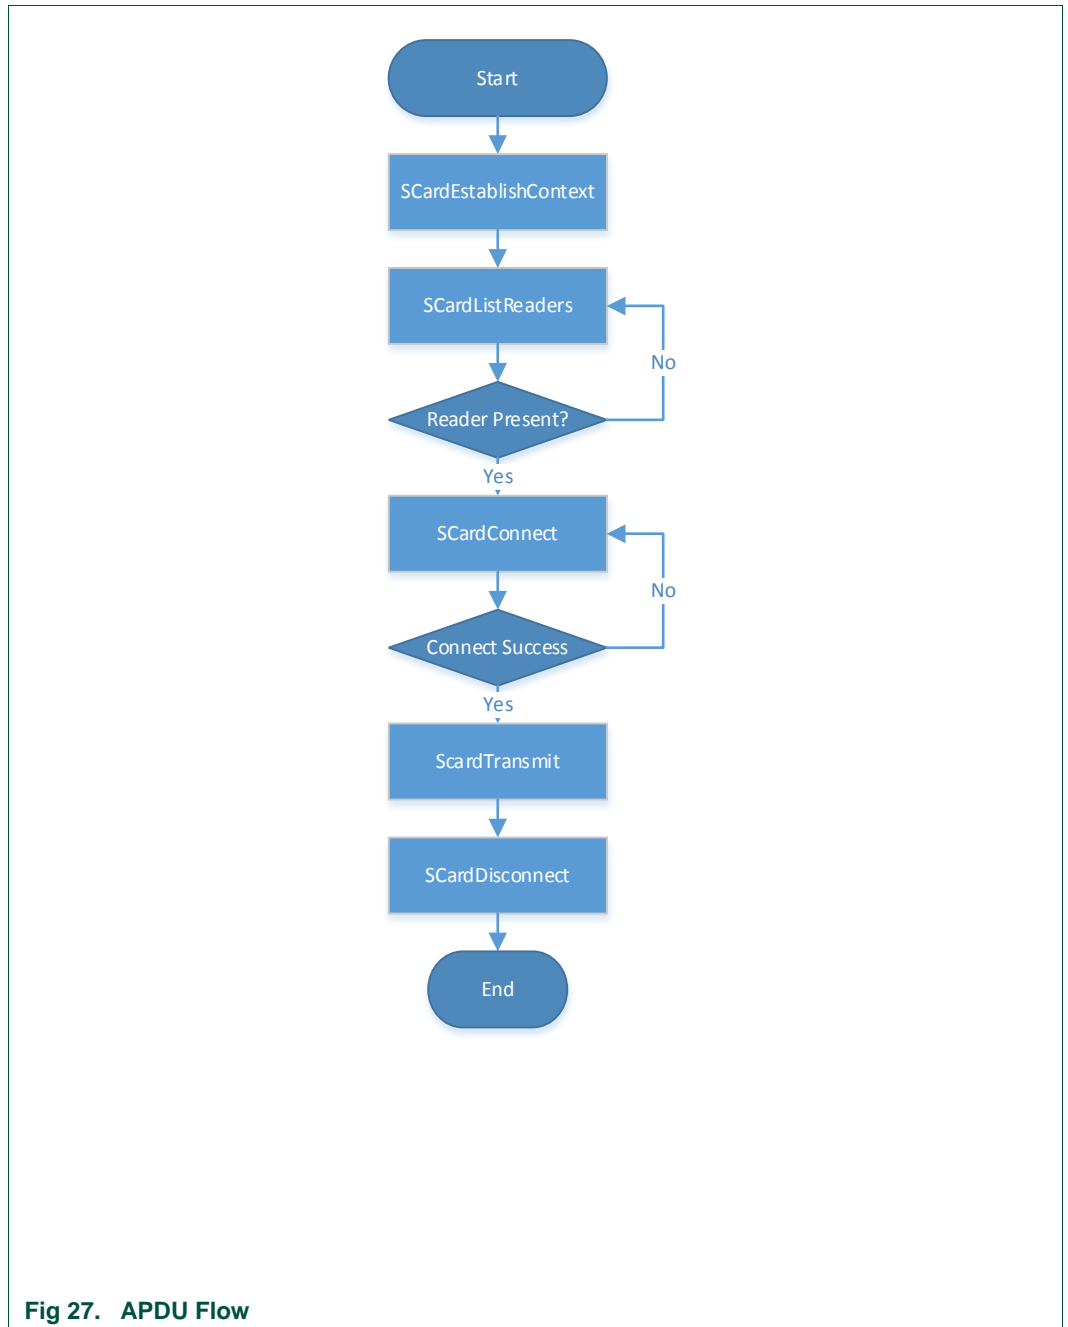 Start
SCardEstablishContext
SCardListReaders
No
Reader Present?
Yes
SCardConnect
No
Connect Success
Yes
ScardTransmit
SCardDisconnect
End
Fig 27. APDU Flow